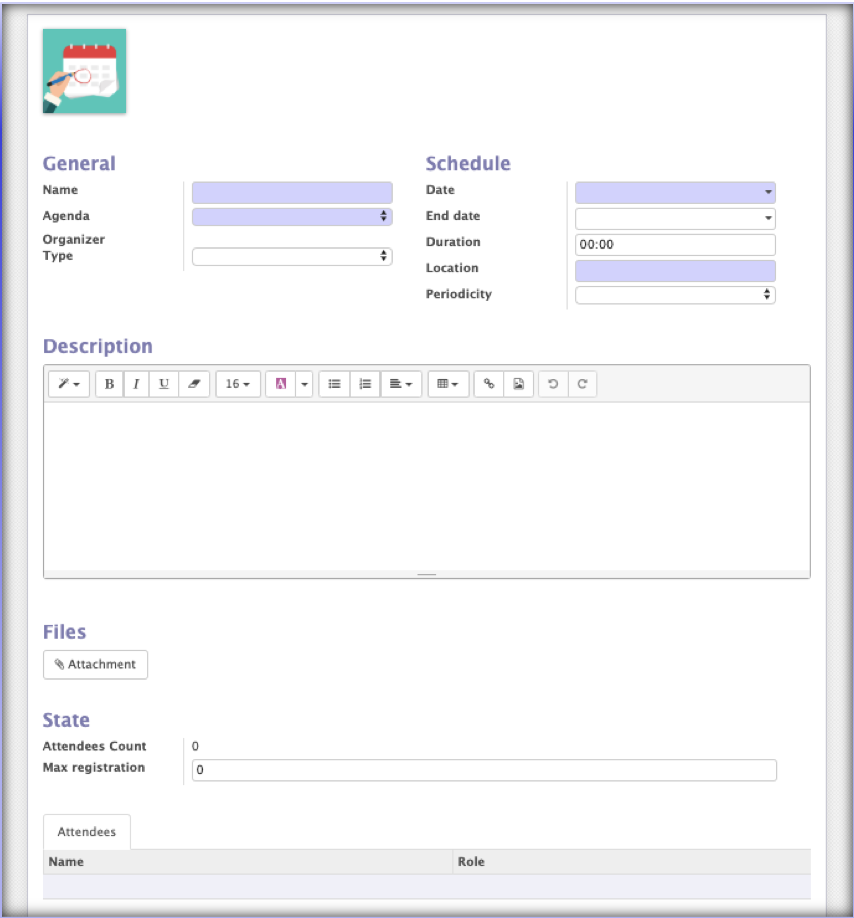 General
Name
Agenda
Organizer
Type
Schedule
Date
End date
Duration 00:00
Location
Periodicity
Description
B I U 16 A
Files
Attachment
State
Attendees Count 0
Max registration 0
Attendees
Name Role